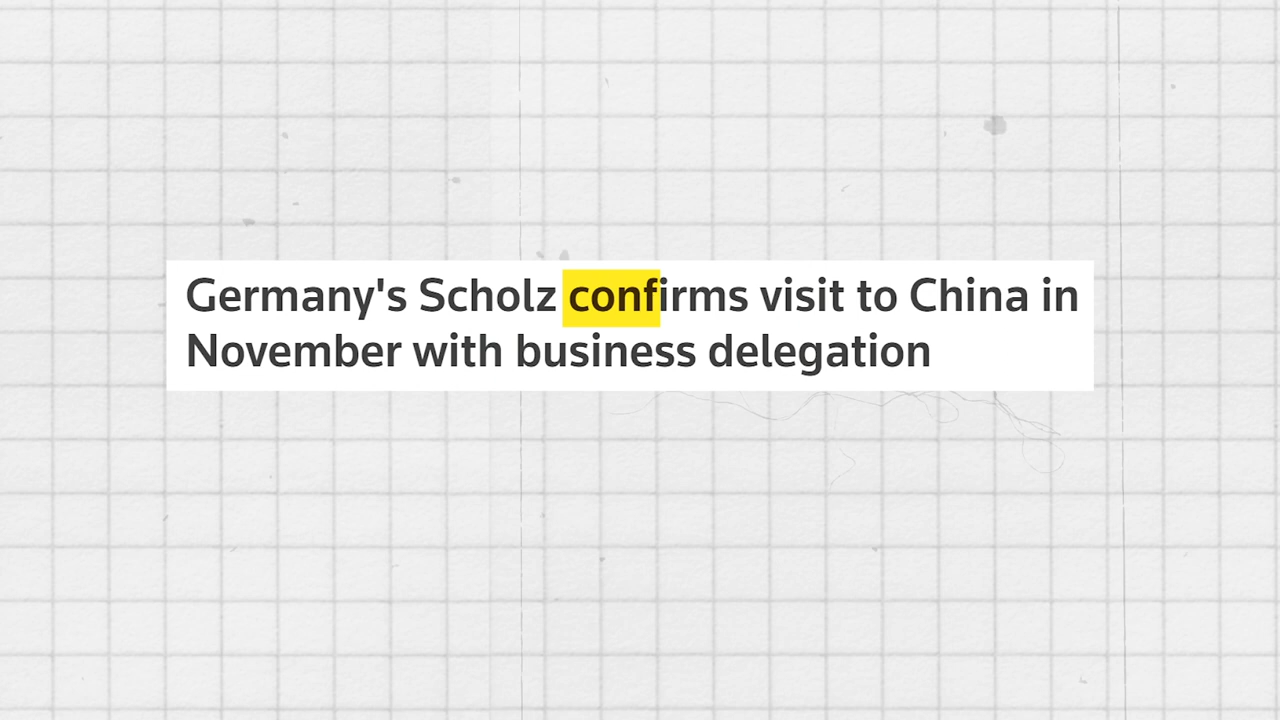 Germany's Scholz confirms visit to China in
November with business delegation